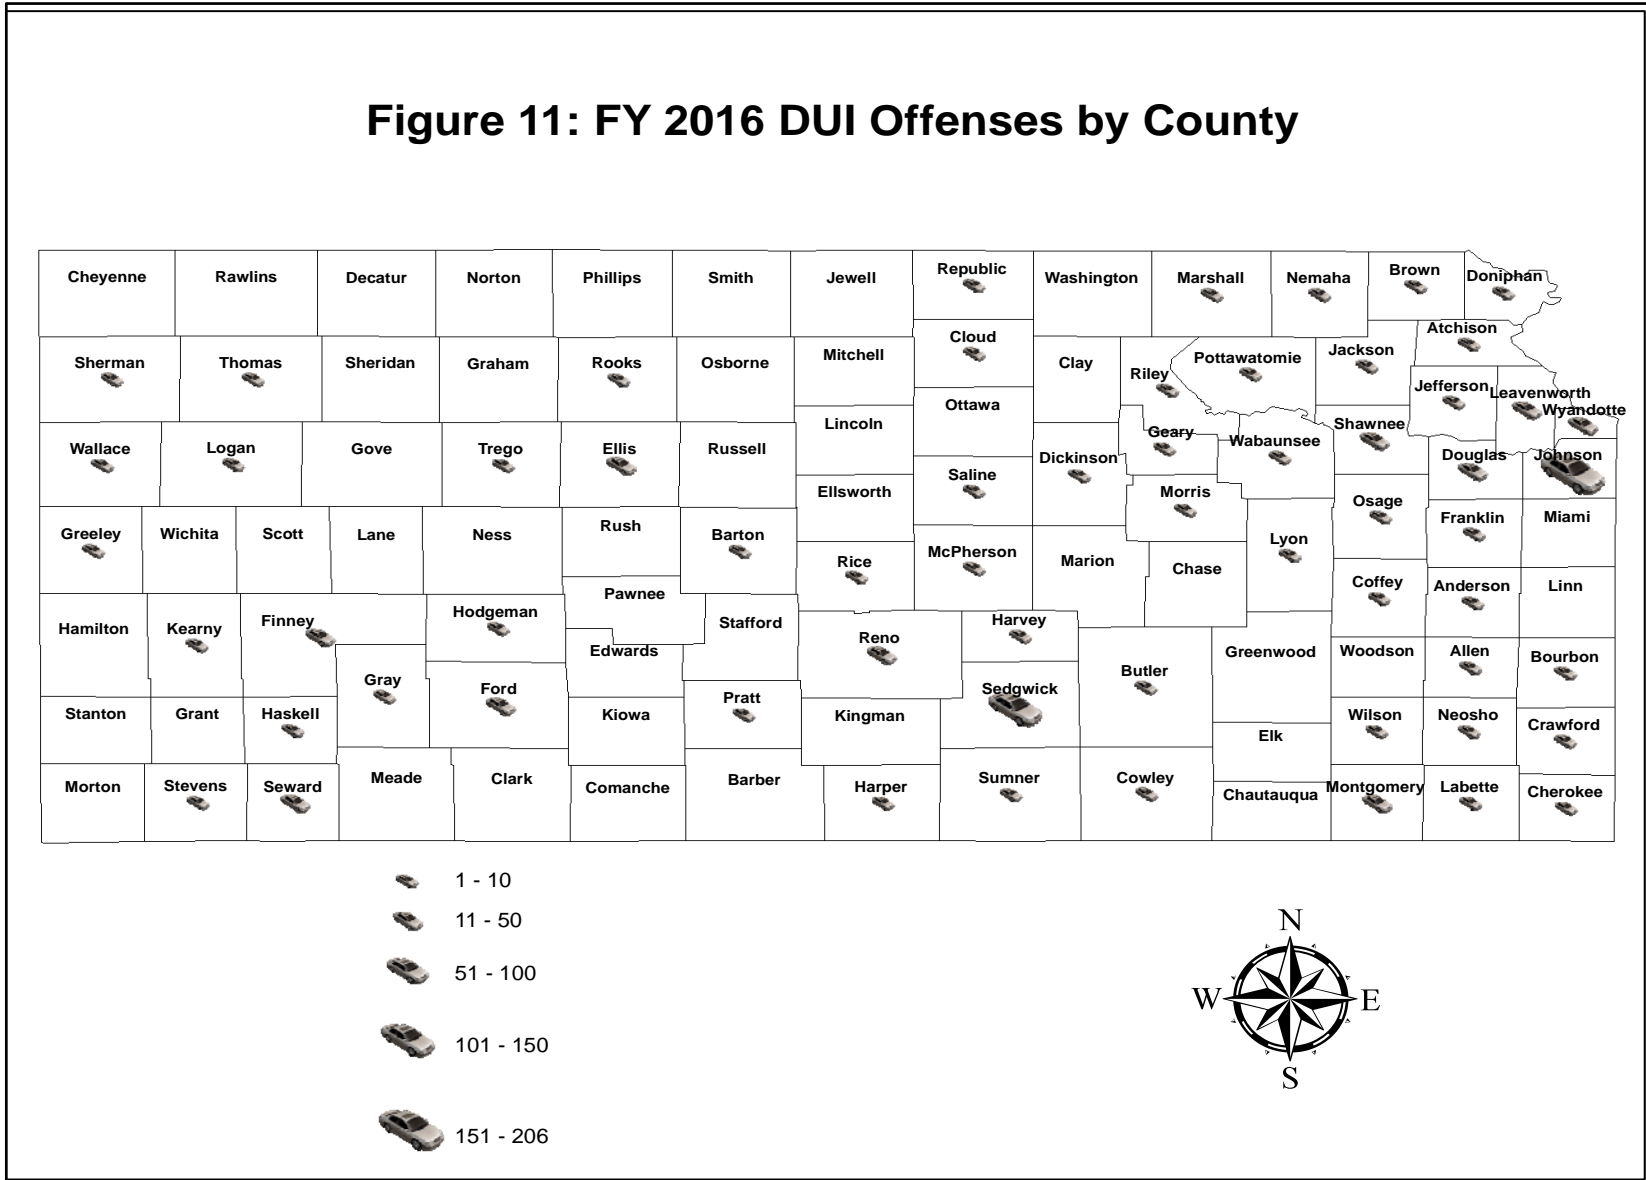 Figure 11: FY 2016 DUI Offenses by County
Cheyenne Rawlins Decatur Norton Phillips Smith Jewell Republic Washington Marshall Nemaha Brown Doniphan
Atchison
Sherman Thomas Sheridan Graham Rooks Osborne Mitchell Cloud Clay Riley Pottawatomie Jackson
Jefferson Leavenworth
Wyandotte
Ottawa
Lincoln
Wallace Logan Gove Trego Ellis Russell Geary Wabaunsee Shawnee
Saline Dickinson Douglas Johnson
Ellsworth Morris Osage
Greeley Wichita Scott Lane Ness Rush Barton Lyon Franklin Miami
Rice McPherson Marion Chase
Pawnee Coffey Anderson Linn
Hamilton Kearny Finney Hodgeman Stafford Reno Harvey
Edwards Greenwood Woodson Allen Bourbon
Gray Ford Pratt Sedgwick Butler
Stanton Grant Haskell Kiowa Kingman Wilson Neosho Crawford
Elk
Morton Stevens Seward Meade Clark Comanche Barber Harper Sumner Cowley Chautauqua Montgomery Labette Cherokee
1 - 10
11 - 50
51 - 100
101 - 150
151 - 206
N
W E
S